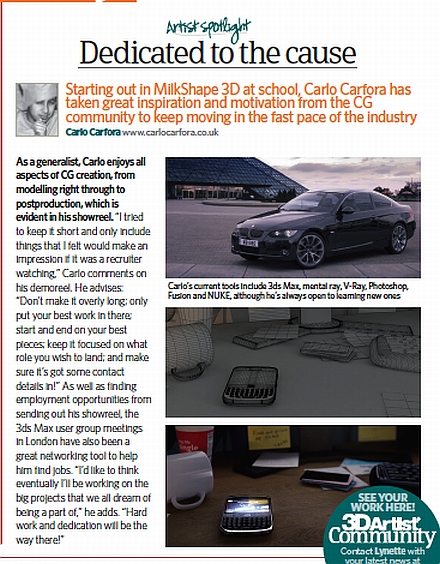 Artist spotlight
Dedicated to the cause
Starting out in MilkShape 3D at school, Carlo Carfora has
taken great inspiration and motivation from the CG
community to keep moving in the fast pace of the industry
Carlo Carfora www.carlocarfora.co.uk
As a generalist, Carlo enjoys all
aspects of CG creation, from
modelling right through to
postproduction, which is
evident in his showreel. "I tried
to keep it short and only include
things that I felt would make an
impression if it was a recruiter
watching," Carlo comments on
his demoreel. He advises:
"Don't make it overly long; only
put your best work in there;
start and end on your best
pieces; keep it focused on what
role you wish to land; and make
sure it's got some contact
details in!" As well as finding
employment opportunities from
sending out his showreel, the
3ds Max user group meetings
in London have also been a
great networking tool to help
him find jobs. "I'd like to think
eventually I'll be working on the
big projects that we all dream of
being a part of," he adds. "Hard
work and dedication will be the
way there!"
Carlo's current tools include 3ds Max, mental ray, V-Ray, Photoshop,
Fusion and NUKE, although he's always open to learning new ones
SEE YOUR
WORK HERE!
3DArtist
Community
Contact Lynette with
your latest news at